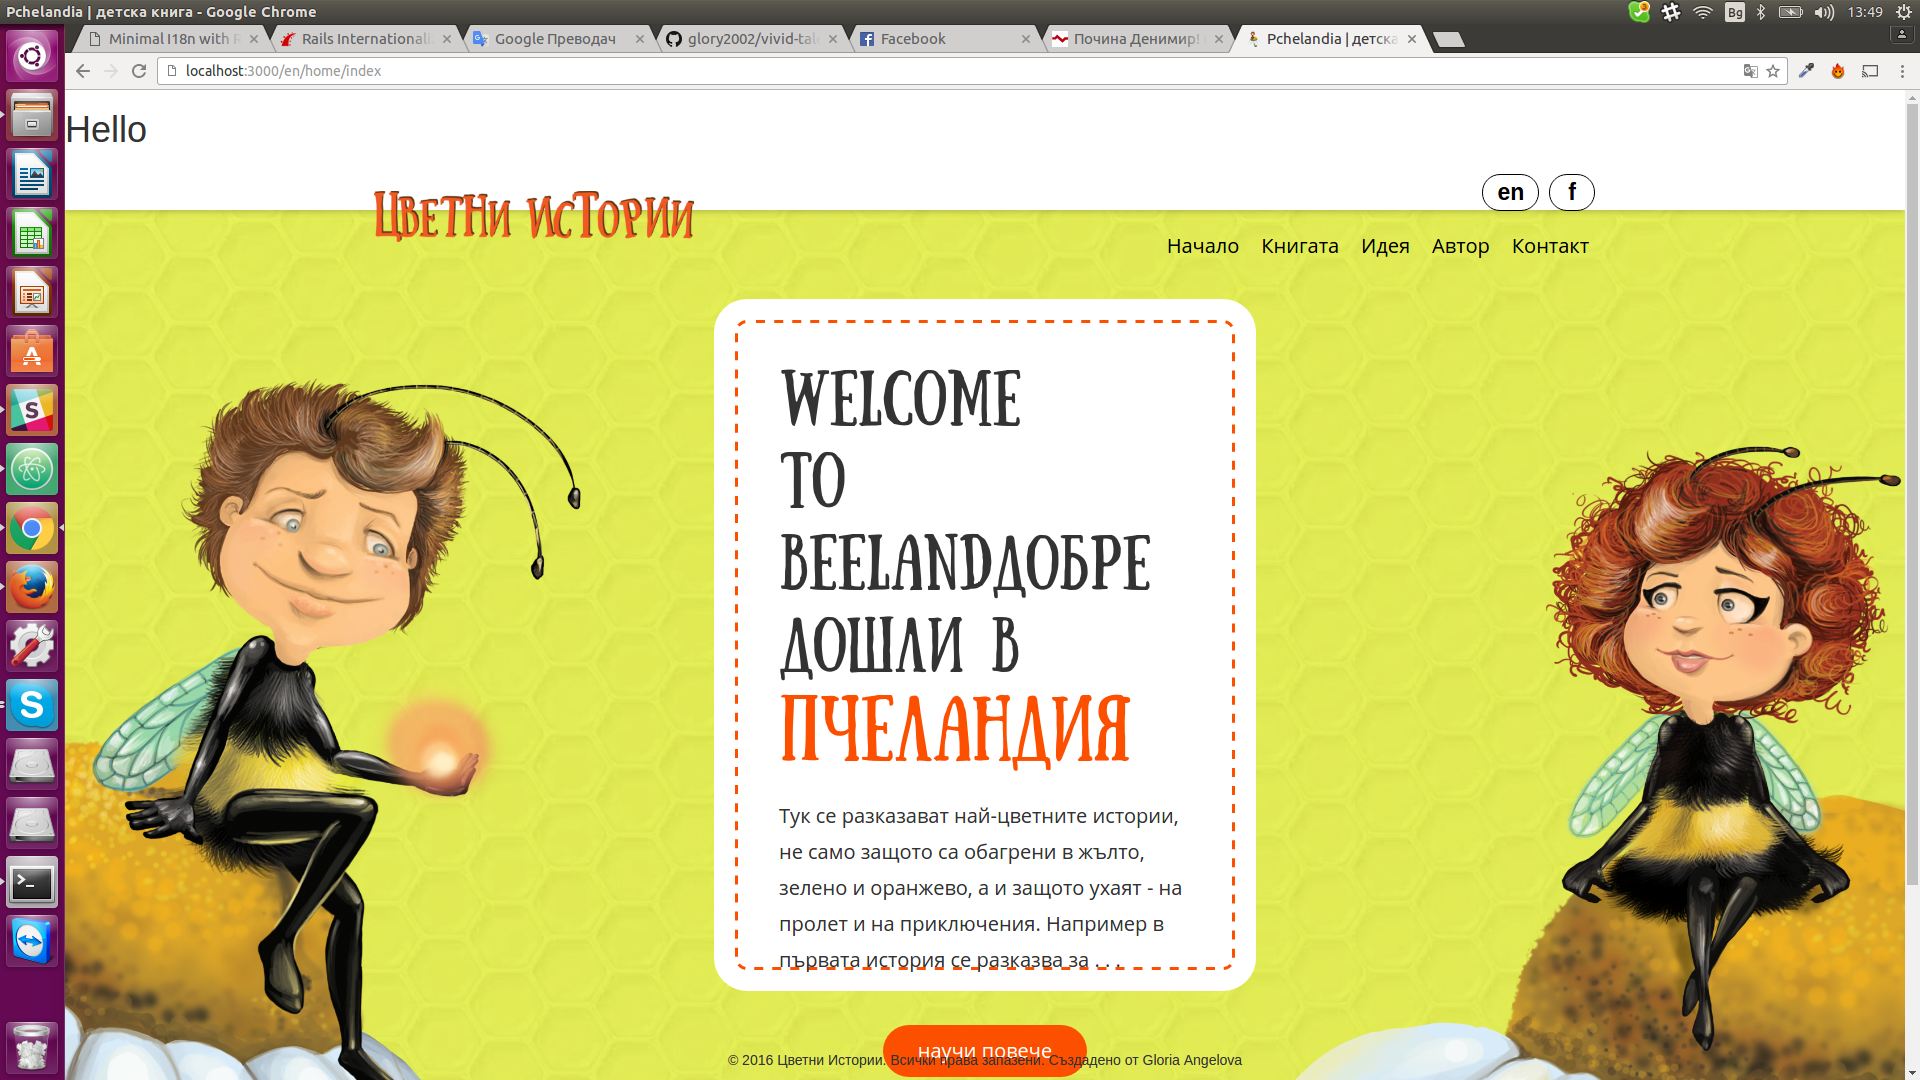 Pchelandia | детска книга - Google Chrome
3
Bg
13:49
Minimal I18n with R
Rails Internationali
Google Преводач
glory2002/vivid-tal
Facebook
Почина Денимир!
Pchelandia | детска
localhost:3000/en/home/index
Hello
en
f
Цветни истории
Начало
Книгата
Идея
Автор
Контакт
WELCOME
TO
BEELANDДОБРЕ
ДОШЛИ В
ПЧЕЛАНДИЯ
Тук се разказават най-цветните истории,
не само защото са обагрени в жълто,
зелено и оранжево, а и защото ухаят - на
пролет и на приключения. Например в
първата история се разказва за . . .
научи повече
© 2016 Цветни Истории. Всички права запазени. Създадено от Gloria Angelova